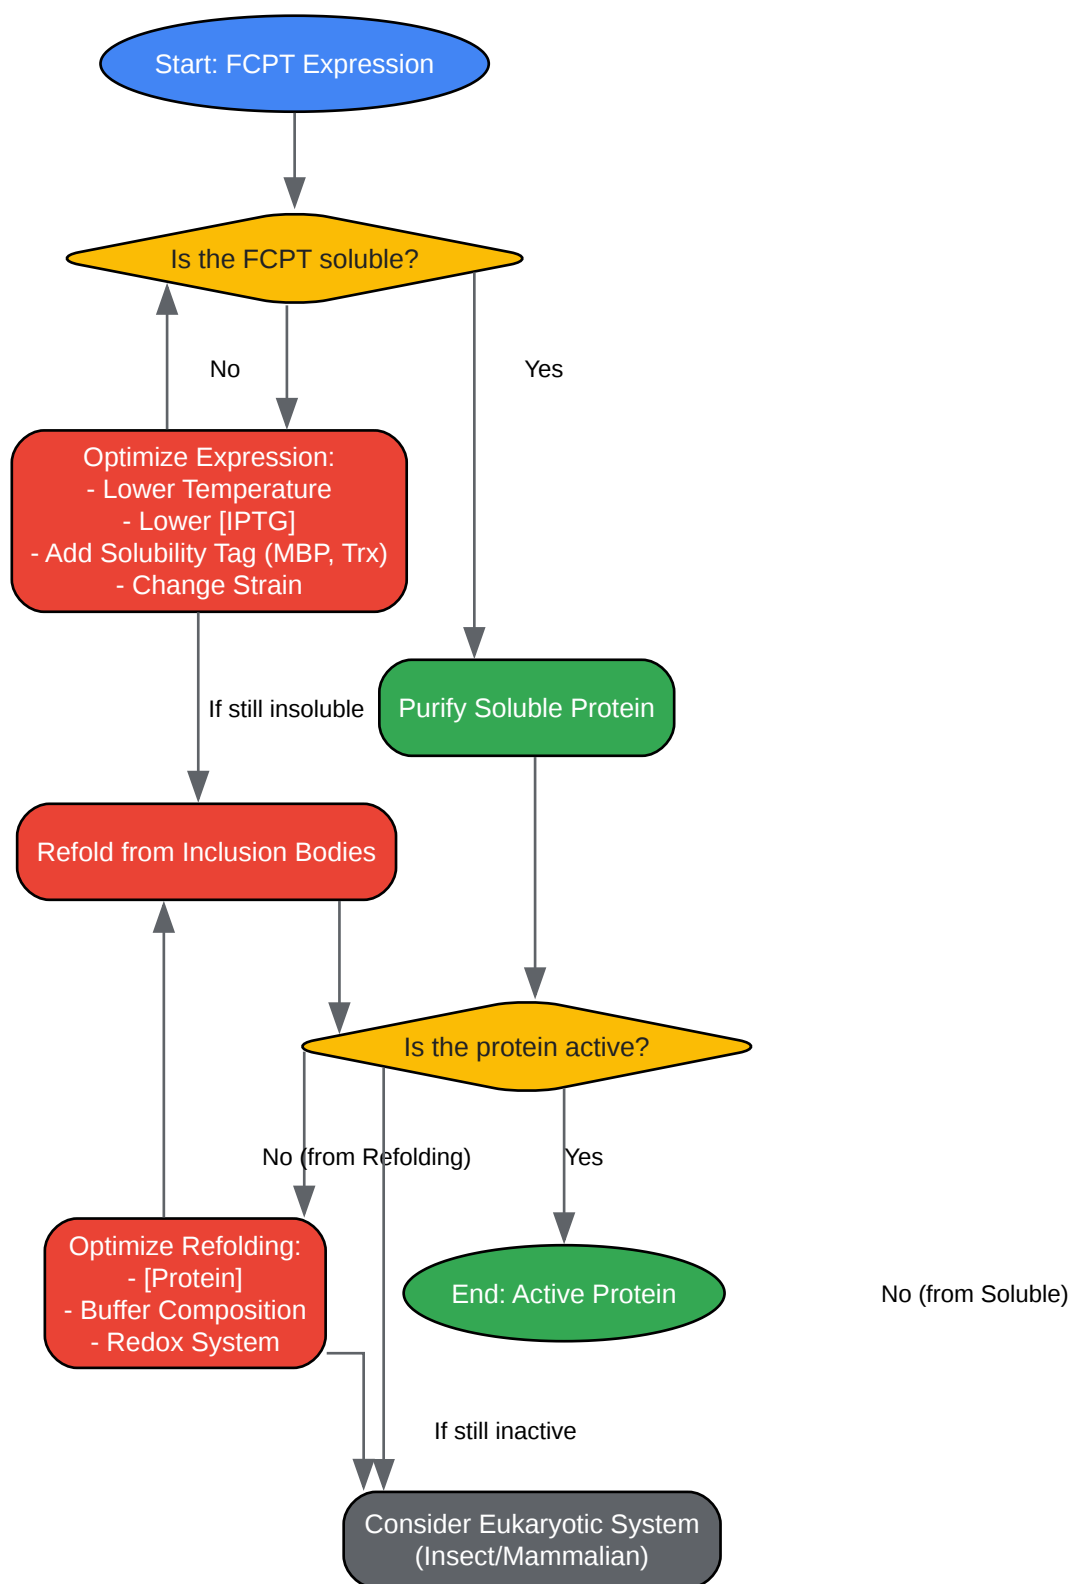 Start: FCPT Expression
Is the FCPT soluble?
No
Yes
Optimize Expression:
- Lower Temperature
- Lower [IPTG]
- Add Solubility Tag (MBP, Trx)
- Change Strain
If still insoluble
Purify Soluble Protein
Refold from Inclusion Bodies
Is the protein active?
No (from Refolding)
Yes
Optimize Refolding:
- [Protein]
- Buffer Composition
- Redox System
End: Active Protein
No (from Soluble)
If still inactive
Consider Eukaryotic System
(Insect/Mammalian)